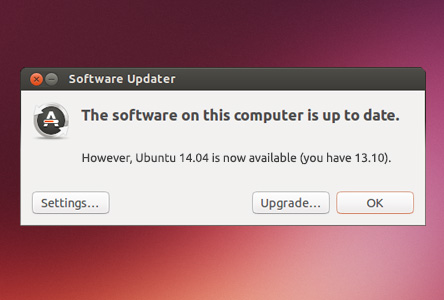 Software Updater
The software on this computer is up to date.
However, Ubuntu 14.04 is now available (you have 13.10).
Settings... Upgrade... OK